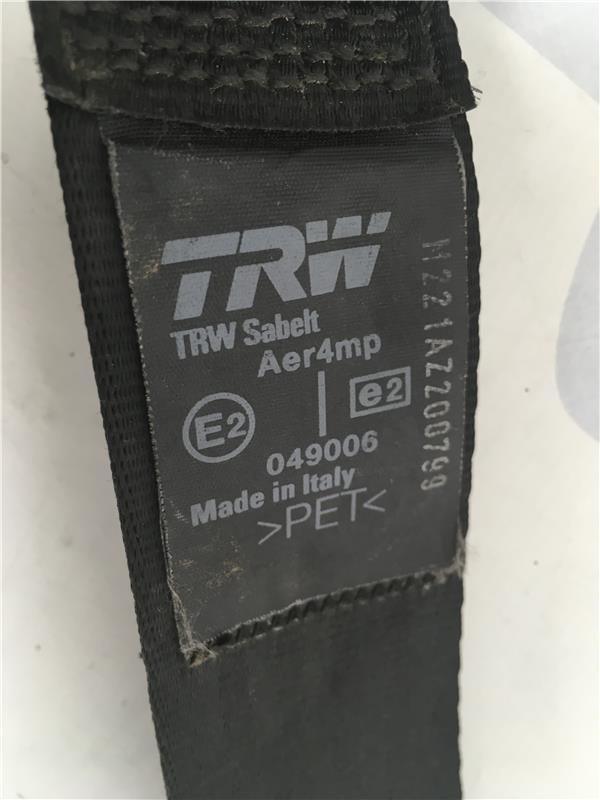 TRW
TRW Sabelt
Aer4mp
E2 e2
049006
Made in Italy
>PET<
M221AZ200799